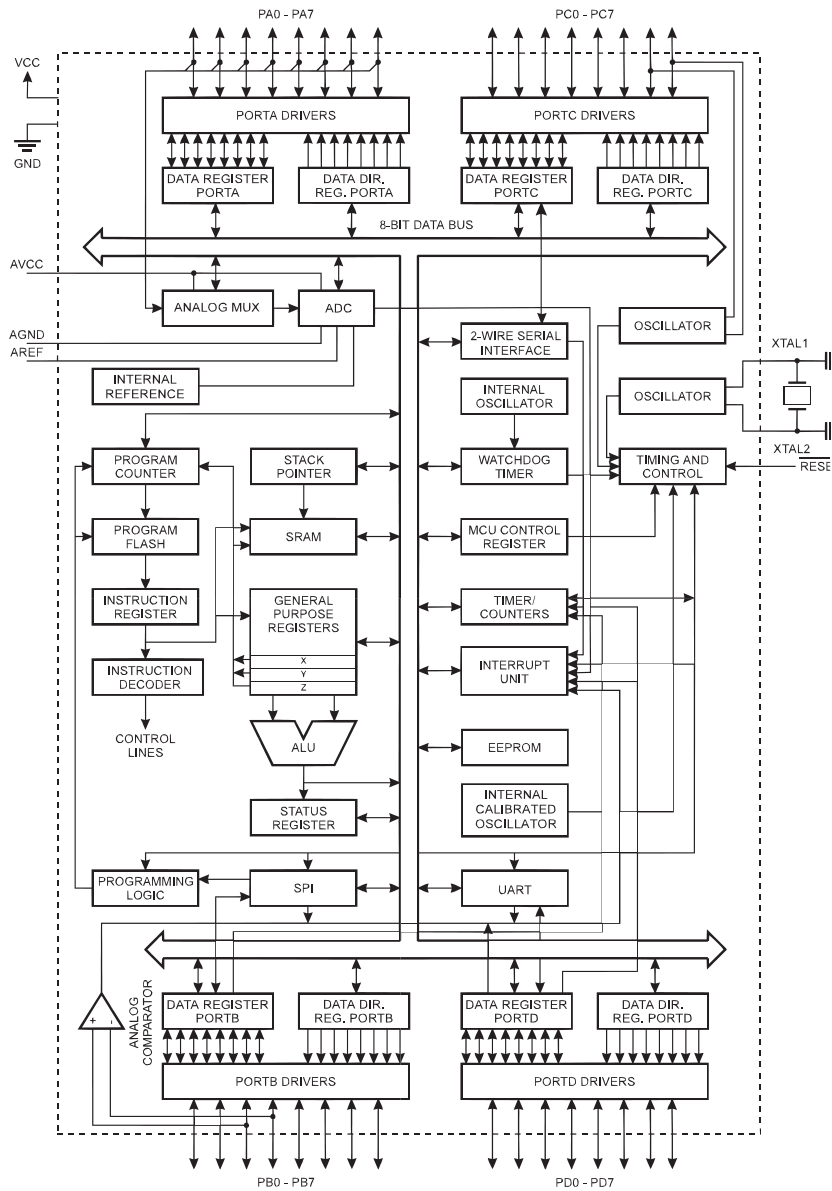 PA0 - PA7
PC0 - PC7
VCC
GND
PORTA DRIVERS
PORTC DRIVERS
DATA REGISTER
PORTA
DATA DIR.
REG. PORTA
DATA REGISTER
PORTC
DATA DIR.
REG. PORTC
8-BIT DATA BUS
AVCC
ANALOG MUX
ADC
AGND
AREF
2-WIRE SERIAL
INTERFACE
OSCILLATOR
XTAL1
INTERNAL
REFERENCE
INTERNAL
OSCILLATOR
OSCILLATOR
XTAL2
PROGRAM
COUNTER
STACK
POINTER
WATCHDOG
TIMER
TIMING AND
CONTROL
RESE
PROGRAM
FLASH
SRAM
MCU CONTROL
REGISTER
INSTRUCTION
REGISTER
GENERAL
PURPOSE
REGISTERS
X
Y
Z
TIMER/
COUNTERS
INSTRUCTION
DECODER
INTERRUPT
UNIT
CONTROL
LINES
ALU
EEPROM
STATUS
REGISTER
INTERNAL
CALIBRATED
OSCILLATOR
PROGRAMMING
LOGIC
SPI
UART
ANALOG
COMPARATOR
+
-
DATA REGISTER
PORTB
DATA DIR.
REG. PORTB
DATA REGISTER
PORTD
DATA DIR.
REG. PORTD
PORTB DRIVERS
PORTD DRIVERS
PB0 - PB7
PD0 - PD7